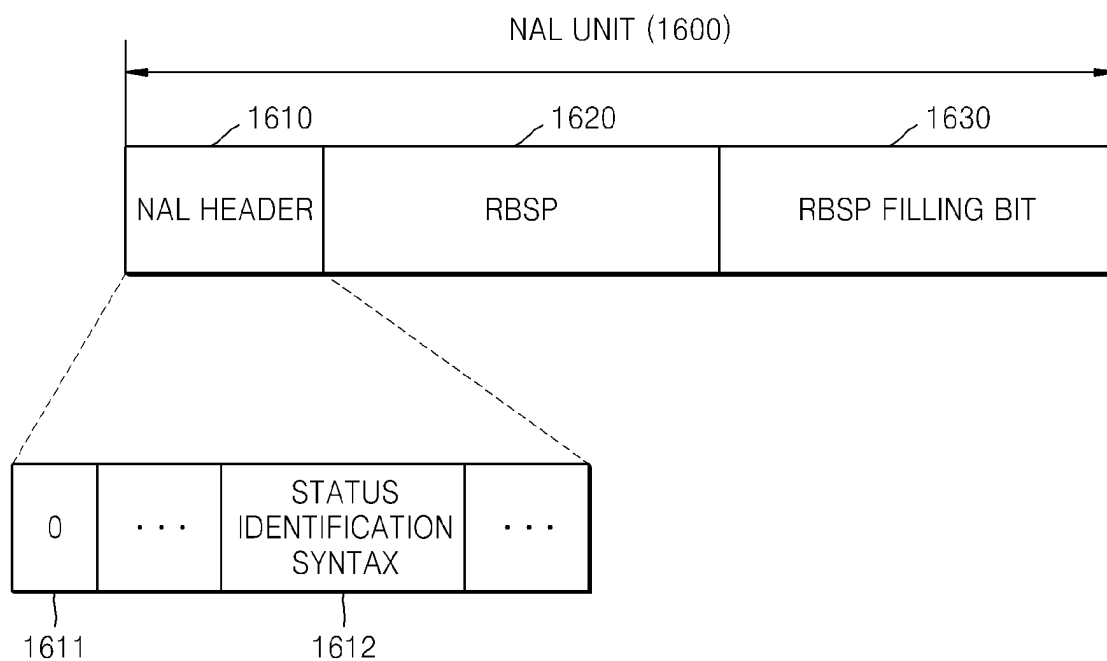 NAL UNIT (1600)
1610
1620
1630
NAL HEADER
RBSP
RBSP FILLING BIT
0
· · ·
STATUS
IDENTIFICATION
SYNTAX
· · ·
1611
1612